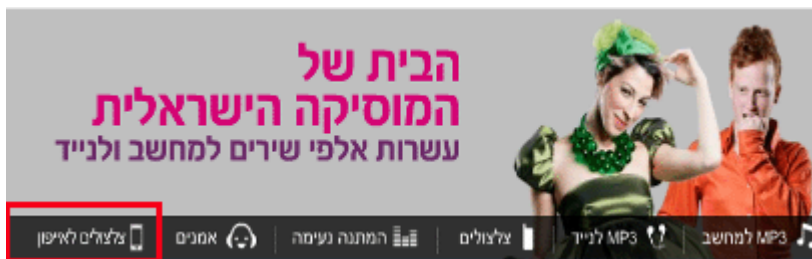 הבית של
המוסיקה הישראלית
עשרות אלפי שירים למחשב ולנייד
MP3 למחשב
MP3 לנייד
צלצולים
המתנה נעימה
אמנים
צלצולים לאייפון